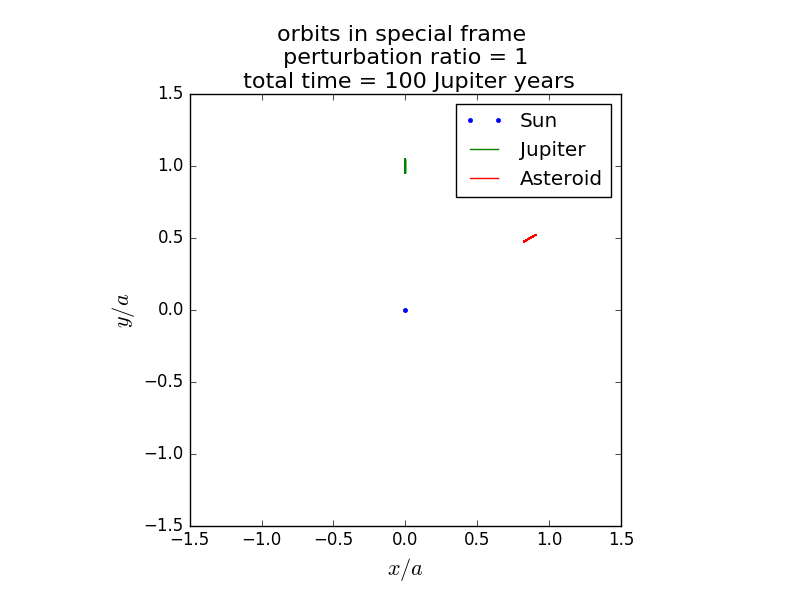 orbits in special frame
perturbation ratio = 1
total time = 100 Jupiter years
Sun
Jupiter
Asteroid
1.5
1.0
0.5
0.0
−0.5
−1.0
−1.5
y/a
−1.5 −1.0 −0.5 0.0 0.5 1.0 1.5
x/a